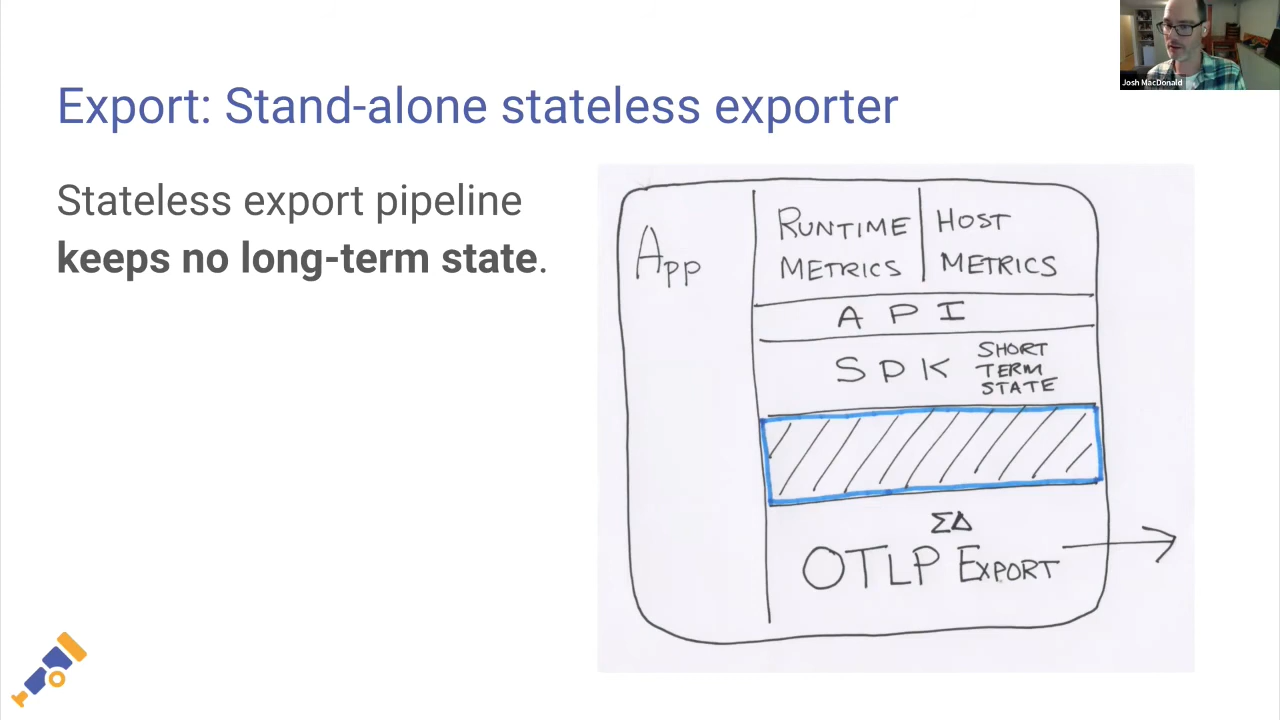 Josh MacDonald
Export: Stand-alone stateless exporter
Stateless export pipeline
keeps no long-term state.
App
RUNTIME METRICS
HOST METRICS
API
SDK
SHORT
TERM
STATE
ΣΔ
OTLP EXPORT